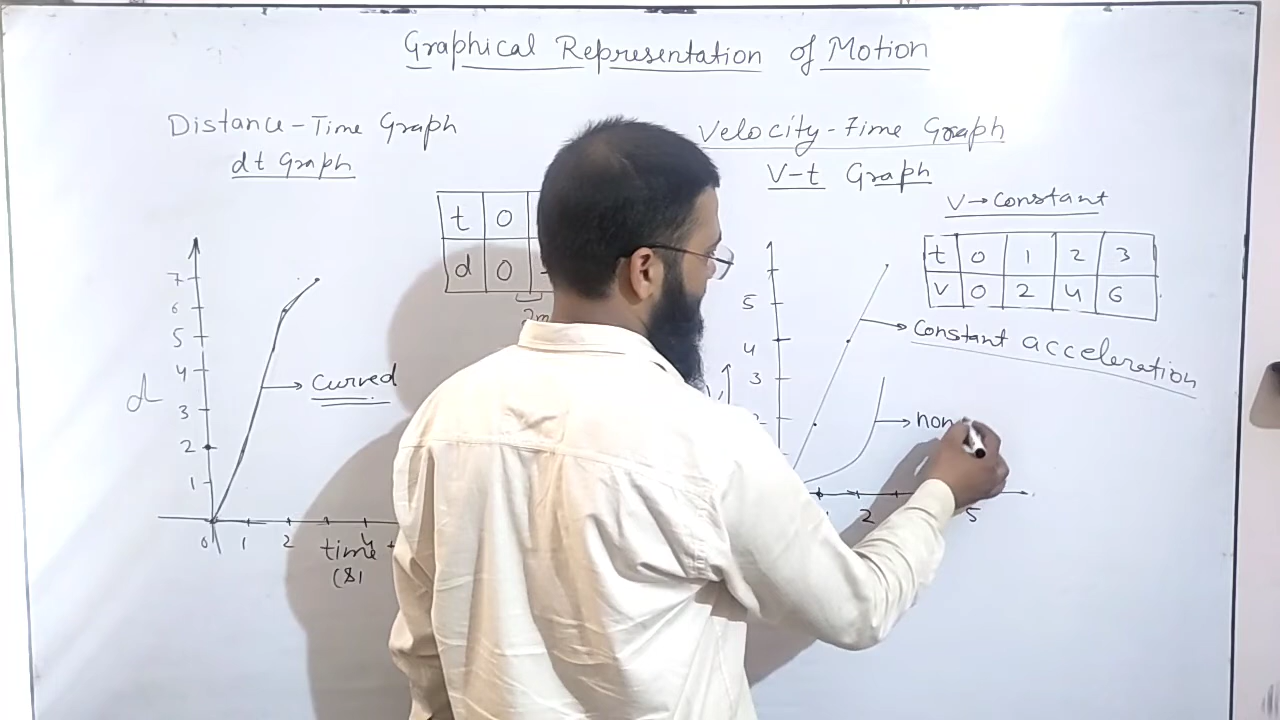 Graphical Representation of Motion
Distance-Time Graph
dt Graph
t 0
d 0
7
6
5
4
3
2
1
d
curved
0 1 2 4
time t
(s)
Velocity-Time Graph
V-t Graph
V→Constant
t 0 1 2 3
V 0 2 4 6
Constant acceleration
5
4
3
2
non
1 2 5